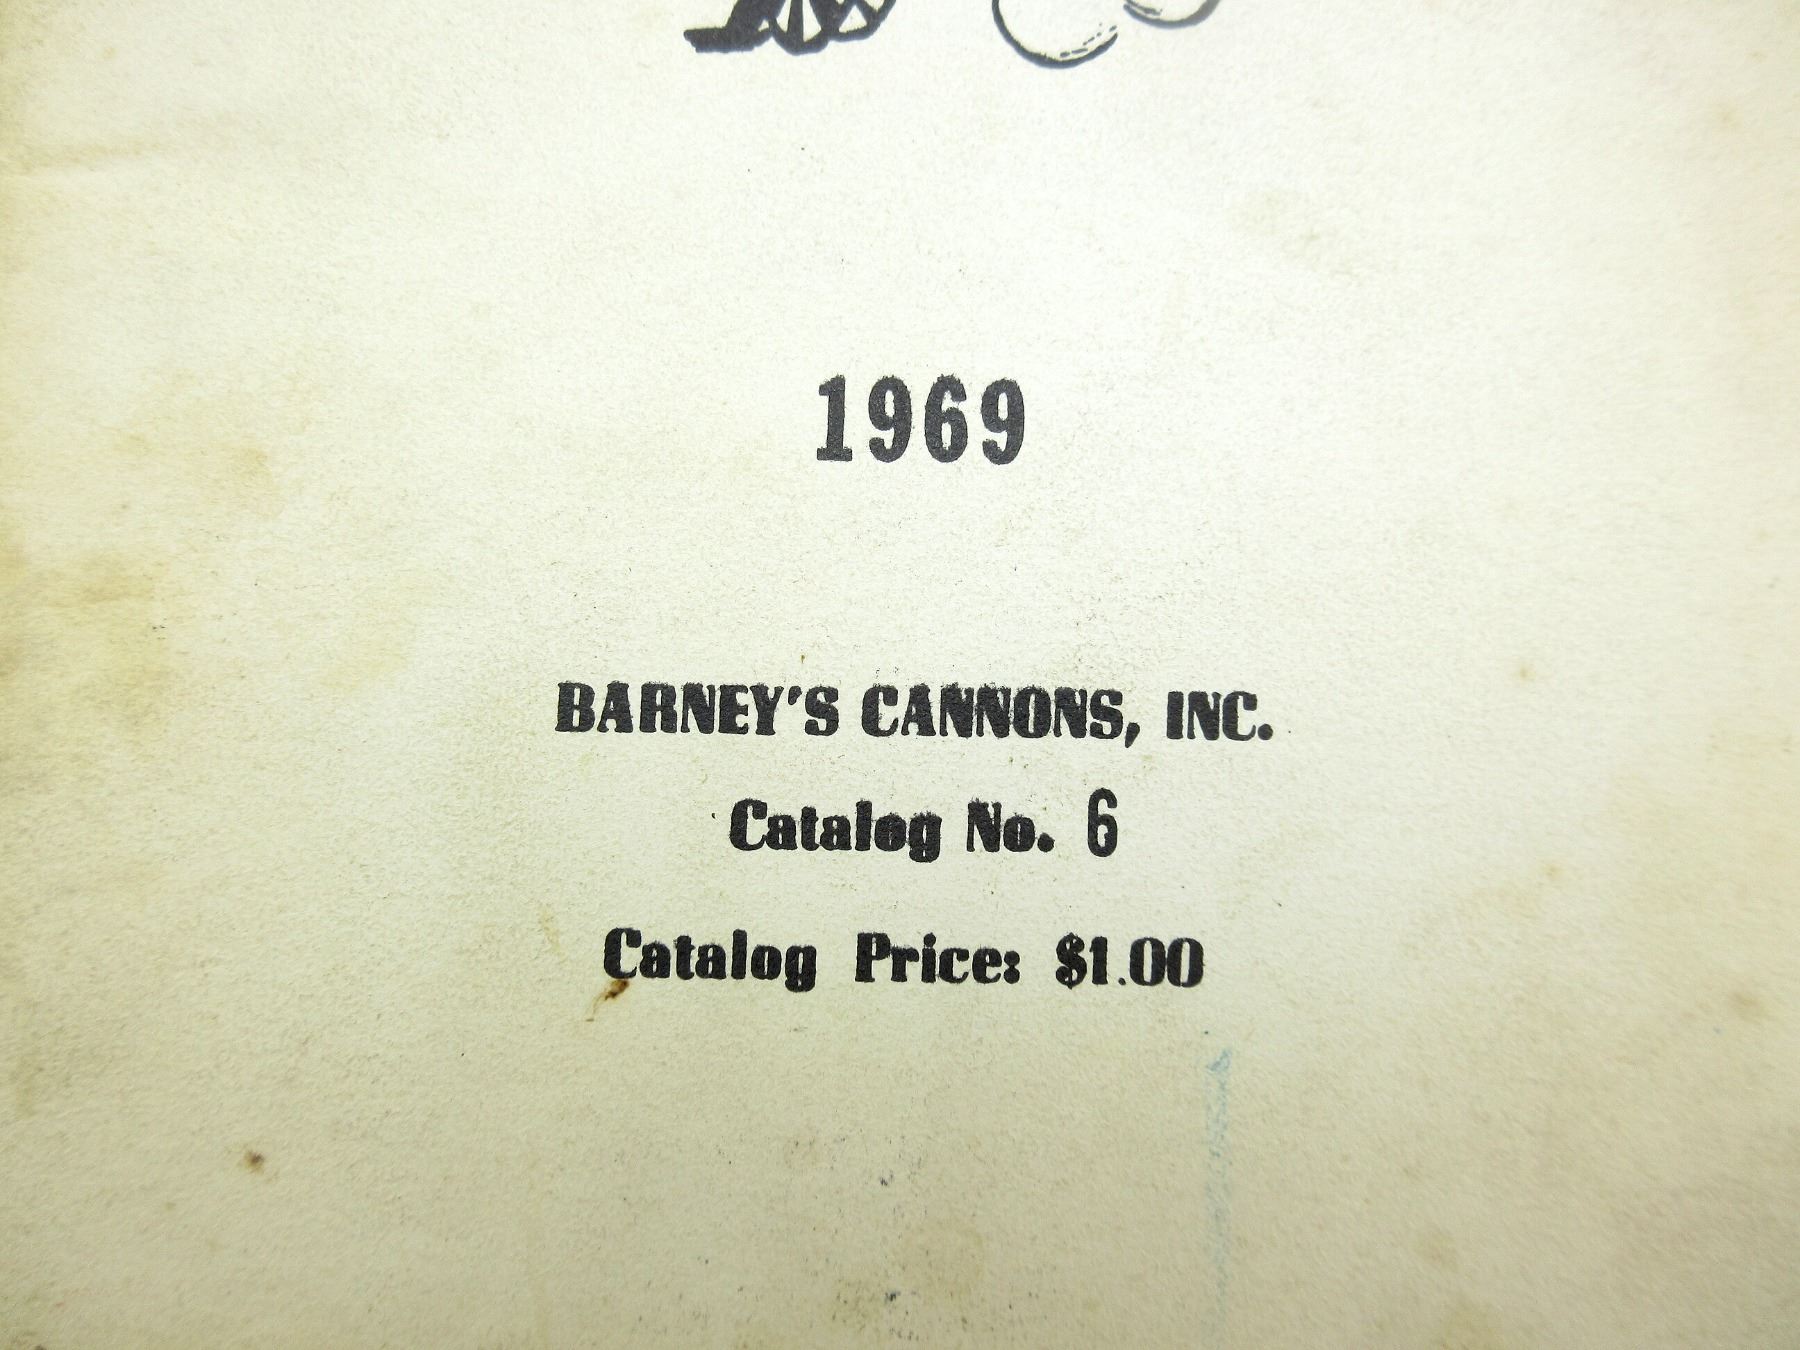 1969
BARNEY'S CANNONS, INC.
Catalog No. 6
Catalog Price: $1.00